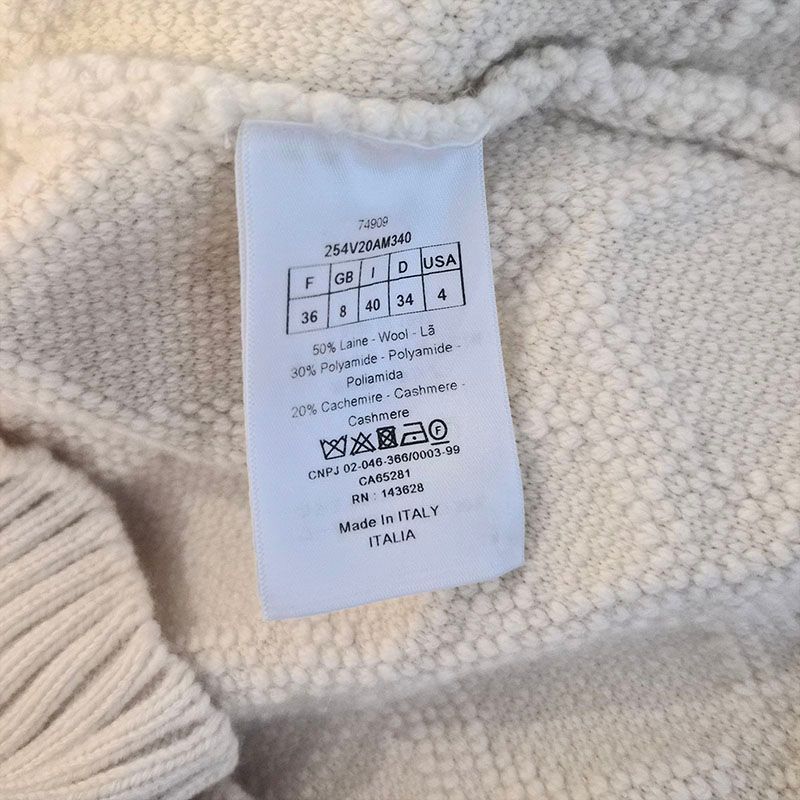 74909
254V20AM340
F GB I D USA
36 8 40 34 4
50% Laine - Wool - Lã
30% Polyamide - Polyamide -
Poliamida
20% Cachemire - Cashmere -
Cashmere
F
CNPJ 02-046-366/0003-99
CA65281
RN : 143628
Made In ITALY
ITALIA